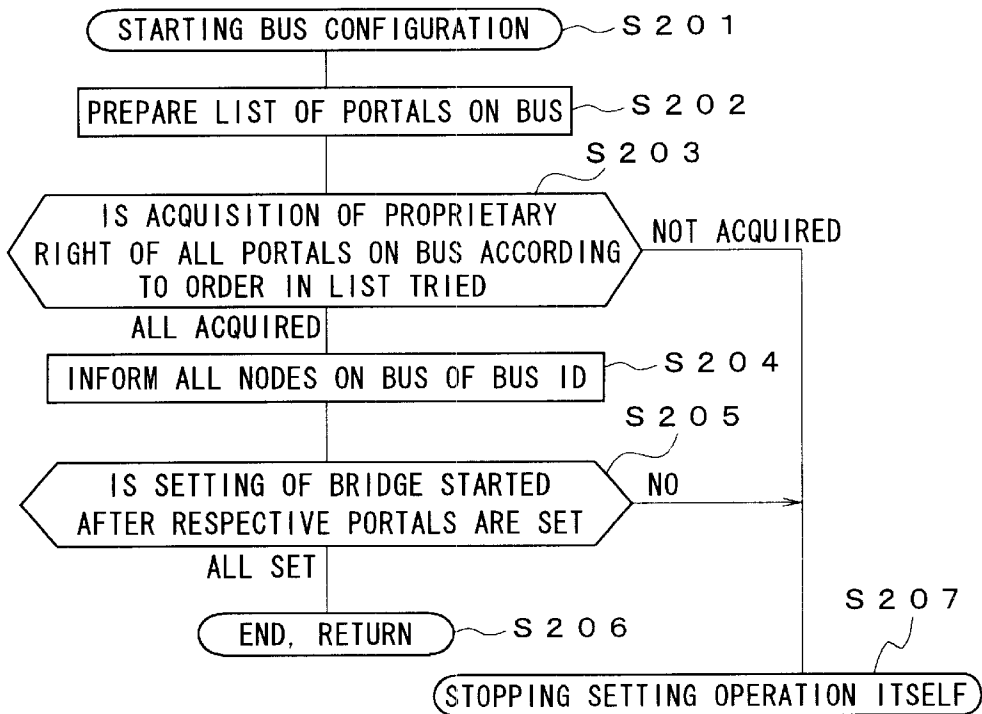 STARTING BUS CONFIGURATION
S201
PREPARE LIST OF PORTALS ON BUS
S202
S203
IS ACQUISITION OF PROPRIETARY
RIGHT OF ALL PORTALS ON BUS ACCORDING
TO ORDER IN LIST TRIED
NOT ACQUIRED
ALL ACQUIRED
INFORM ALL NODES ON BUS OF BUS ID
S204
S205
IS SETTING OF BRIDGE STARTED
AFTER RESPECTIVE PORTALS ARE SET
NO
ALL SET
END, RETURN
S206
S207
STOPPING SETTING OPERATION ITSELF